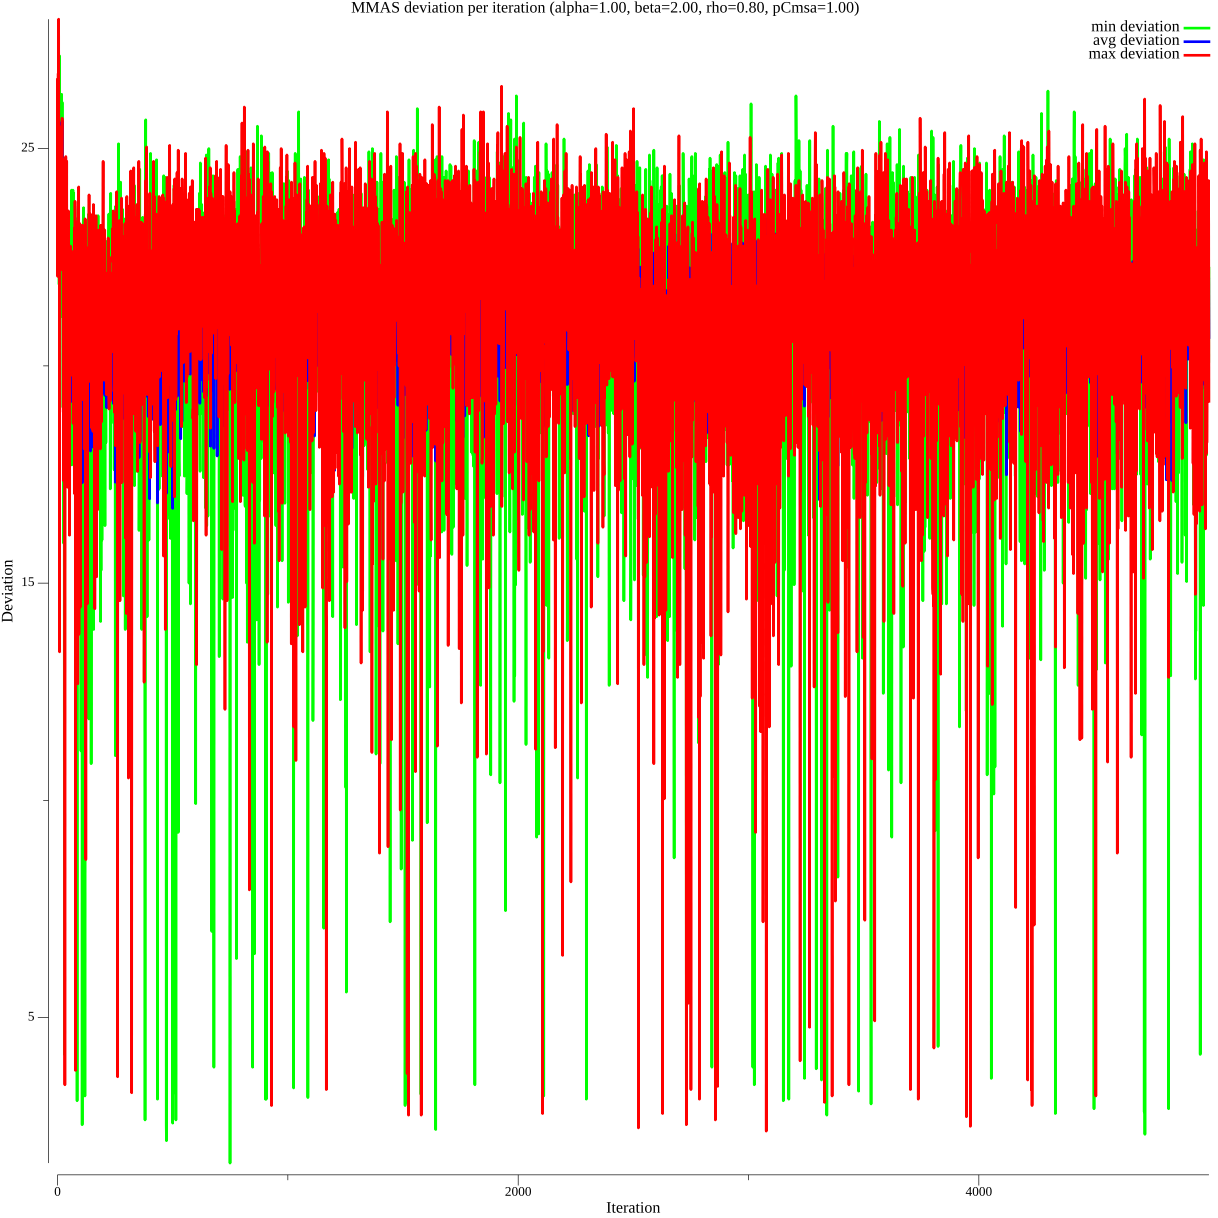 MMAS deviation per iteration (alpha=1.00, beta=2.00, rho=0.80, pCmsa=1.00)
min deviation
avg deviation
max deviation
25
15
5
Deviation
0
2000
4000
Iteration